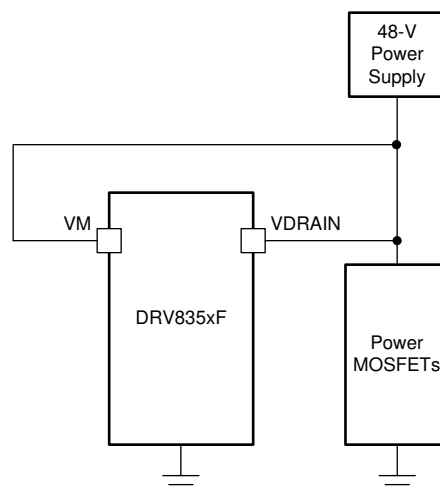 48-V
Power
Supply
VM
VDRAIN
DRV835xF
Power
MOSFETs